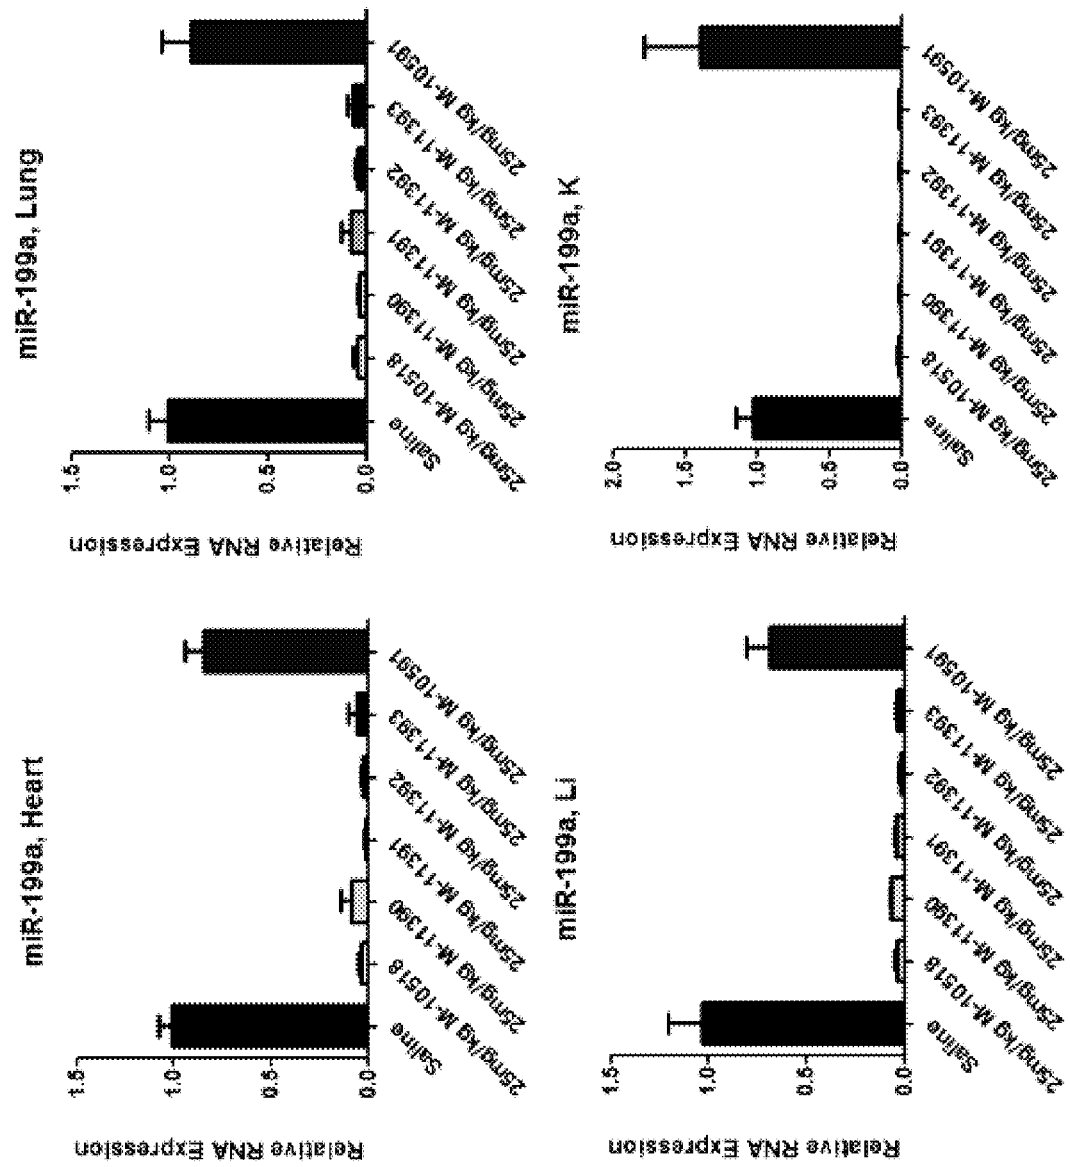 miR-199a, Heart
Relative RNA Expression
1.5
1.0
0.5
0.0
Saline
25mg/kg M-10518
25mg/kg M-11390
25mg/kg M-11391
25mg/kg M-11392
25mg/kg M-11393
25mg/kg M-10591
miR-199a, Lung
Relative RNA Expression
1.5
1.0
0.5
0.0
Saline
25mg/kg M-10518
25mg/kg M-11390
25mg/kg M-11391
25mg/kg M-11392
25mg/kg M-11393
25mg/kg M-10591
miR-199a, Li
Relative RNA Expression
1.5
1.0
0.5
0.0
Saline
25mg/kg M-10518
25mg/kg M-11390
25mg/kg M-11391
25mg/kg M-11392
25mg/kg M-11393
25mg/kg M-10591
miR-199a, K
Relative RNA Expression
2.0
1.5
1.0
0.5
0.0
Saline
25mg/kg M-10518
25mg/kg M-11390
25mg/kg M-11391
25mg/kg M-11392
25mg/kg M-11393
25mg/kg M-10591